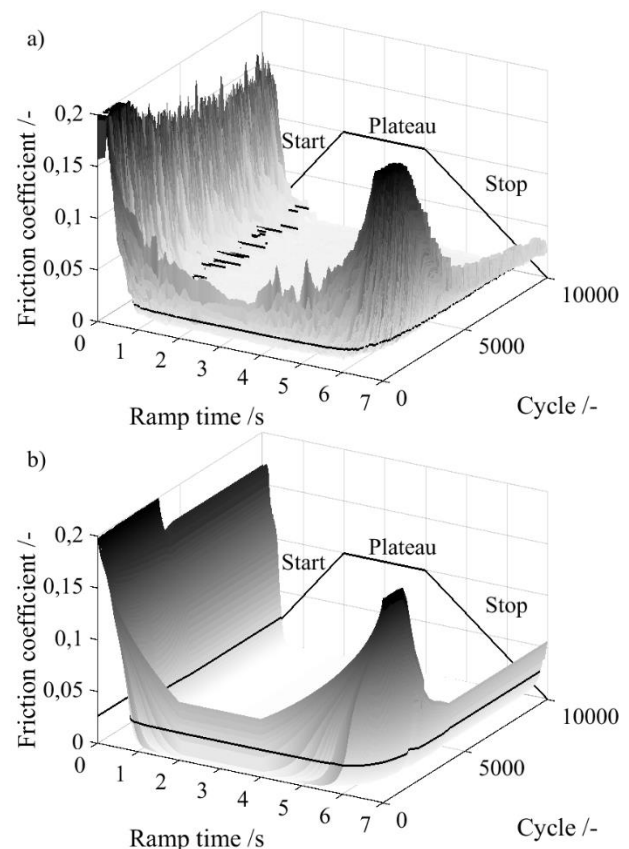 a)
0,2
0,15
0,1
0,05
0
Friction coefficient /-
Start
Plateau
Stop
0
1
2
3
4
5
6
7
Ramp time /s
0
5000
10000
Cycle /-
b)
0,2
0,15
0,1
0,05
0
Friction coefficient /-
Start
Plateau
Stop
0
1
2
3
4
5
6
7
Ramp time /s
0
5000
10000
Cycle /-